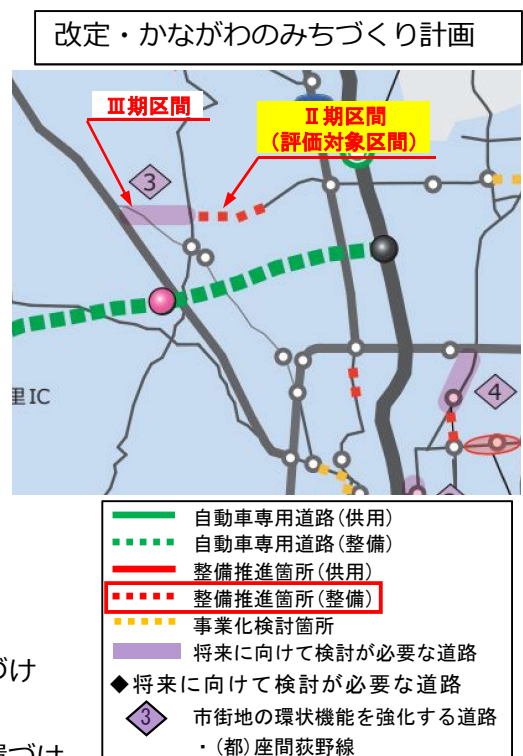 改定・かながわのみちづくり計画
Ⅲ期区間
Ⅱ期区間
(評価対象区間)
3
里IC
4
自動車専用道路(供用)
自動車専用道路(整備)
整備推進箇所(供用)
整備推進箇所(整備)
事業化検討箇所
将来に向けて検討が必要な道路
づけ
◆将来に向けて検討が必要な道路
3 市街地の環状機能を強化する道路
・(都)座間荻野線